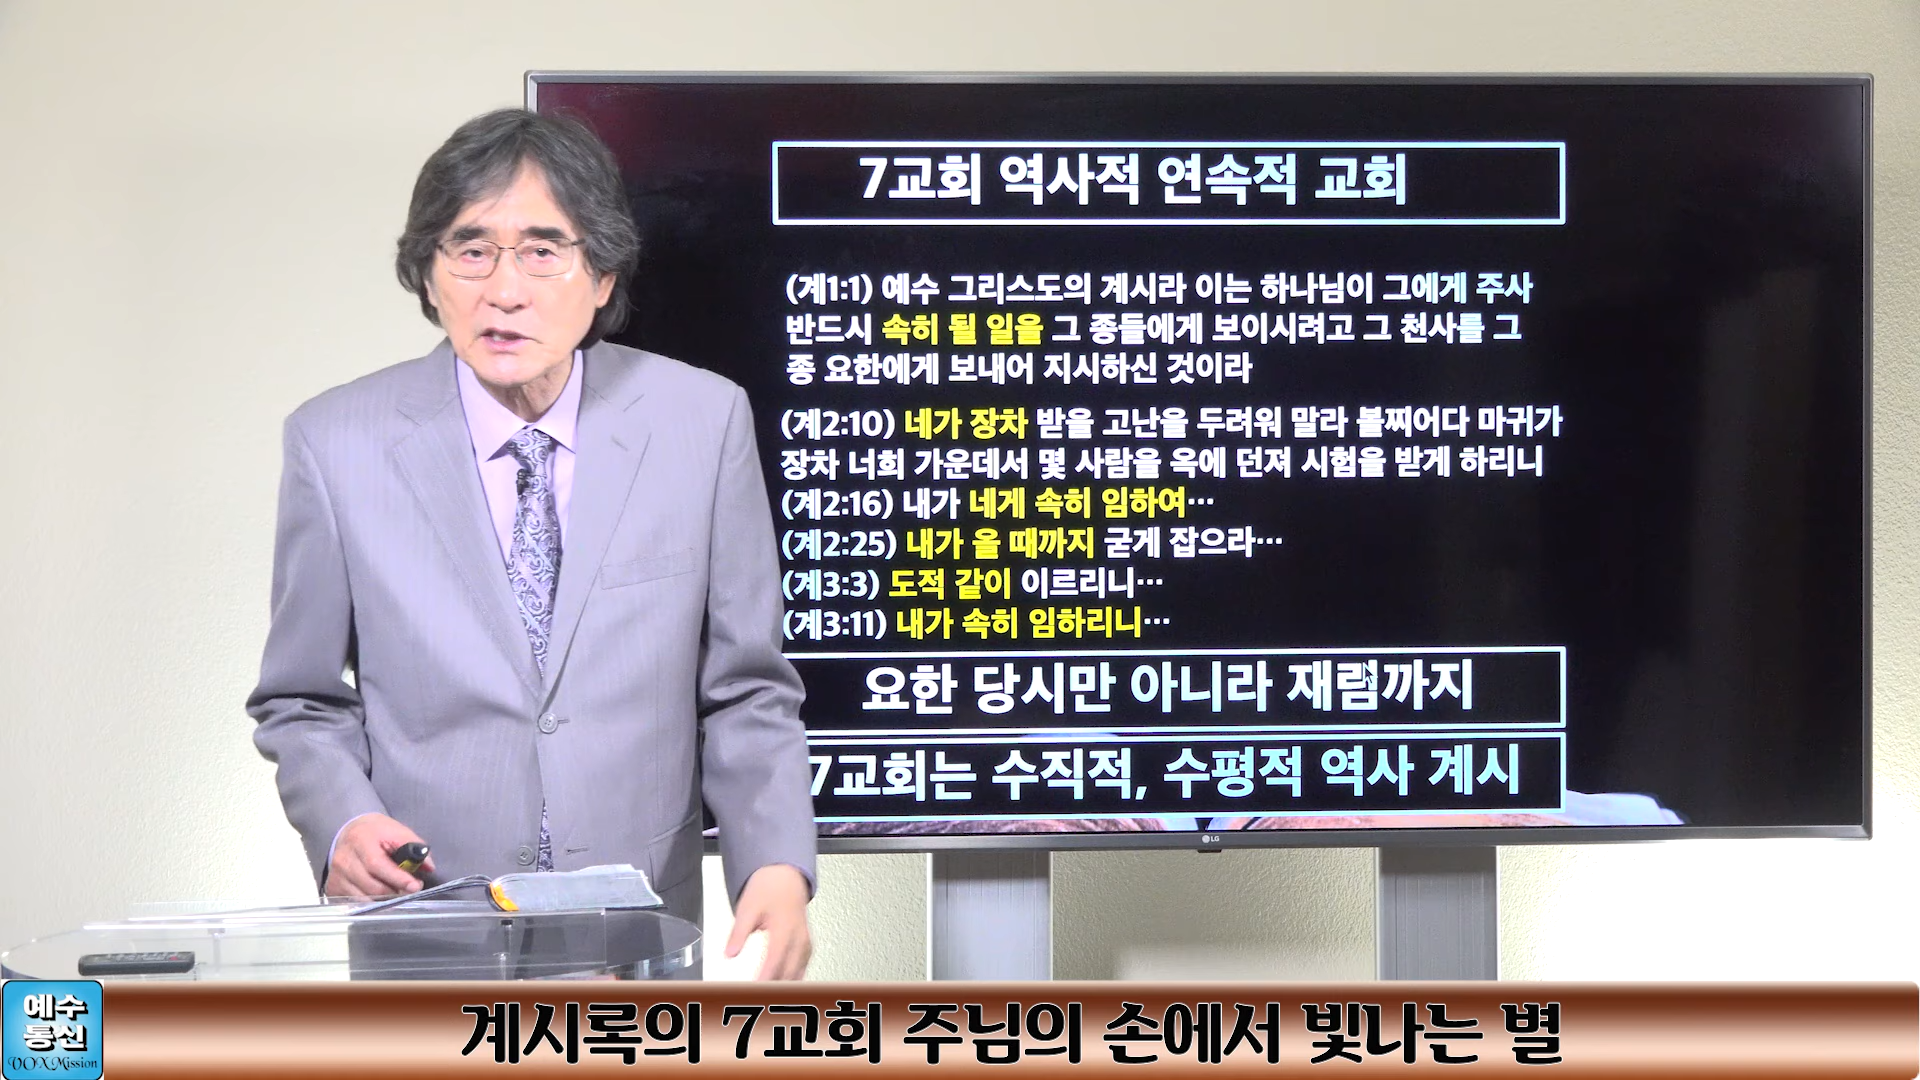 7교회 역사적 연속적 교회
(계1:1) 예수 그리스도의 계시라 이는 하나님이 그에게 주사
반드시 속히 될 일을 그 종들에게 보이시려고 그 천사를 그
종 요한에게 보내어 지시하신 것이라
(계2:10) 네가 장차 받을 고난을 두려워 말라 볼찌어다 마귀가
장차 너희 가운데서 몇 사람을 옥에 던져 시험을 받게 하리니
(계2:16) 내가 네게 속히 임하여…
(계2:25) 내가 올 때까지 굳게 잡으라…
(계3:3) 도적 같이 이르리니…
(계3:11) 내가 속히 임하리니…
요한 당시만 아니라 재림까지
7교회는 수직적, 수평적 역사 계시
LG
예수
통신
VOX Mission
계시록의 7교회 주님의 손에서 빛나는 별